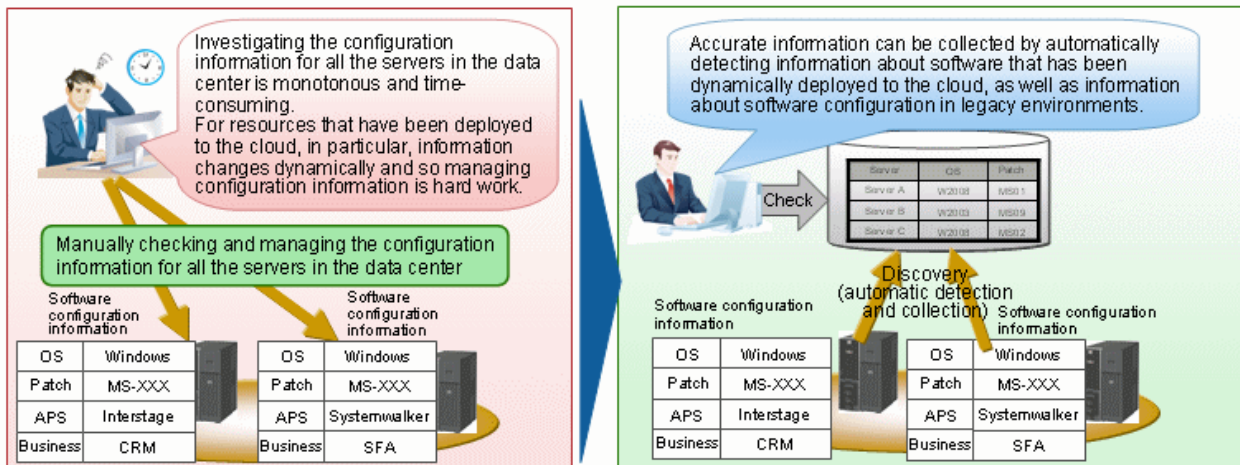 Investigating the configuration
information for all the servers in the data
center is monotonous and time-
consuming.
For resources that have been deployed
to the cloud, in particular, information
changes dynamically and so managing
configuration information is hard work.
Manually checking and managing the configuration
information for all the servers in the data center
Software
configuration
information
OS Windows
Patch MS-XXX
APS Interstage
Business CRM
Software
configuration
information
OS Windows
Patch MS-XXX
APS Systemwalker
Business SFA
Accurate information can be collected by automatically
detecting information about software that has been
dynamically deployed to the cloud, as well as information
about software configuration in legacy environments.
Check
Server OS Patch
Server A W2008 MS01
Server B W2003 MS09
Server C W2008 MS02
Discovery
(automatic detection
and collection)
Software configuration
information
OS Windows
Patch MS-XXX
APS Interstage
Business CRM
Software configuration
information
OS Windows
Patch MS-XXX
APS Systemwalker
Business SFA